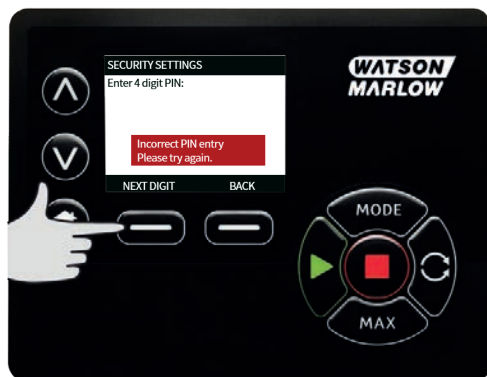 SECURITY SETTINGS
Enter 4 digit PIN:
Incorrect PIN entry
Please try again.
NEXT DIGIT BACK
WATSON
MARLOW
MODE
MAX